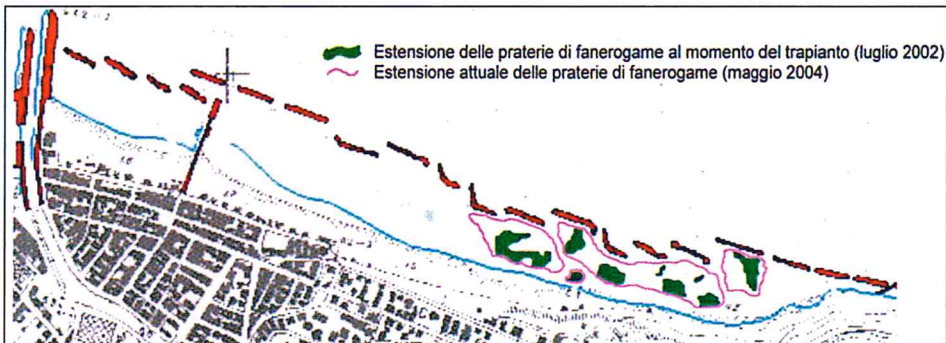 Estensione delle praterie di fanerogame al momento del trapianto (luglio 2002)
Estensione attuale delle praterie di fanerogame (maggio 2004)